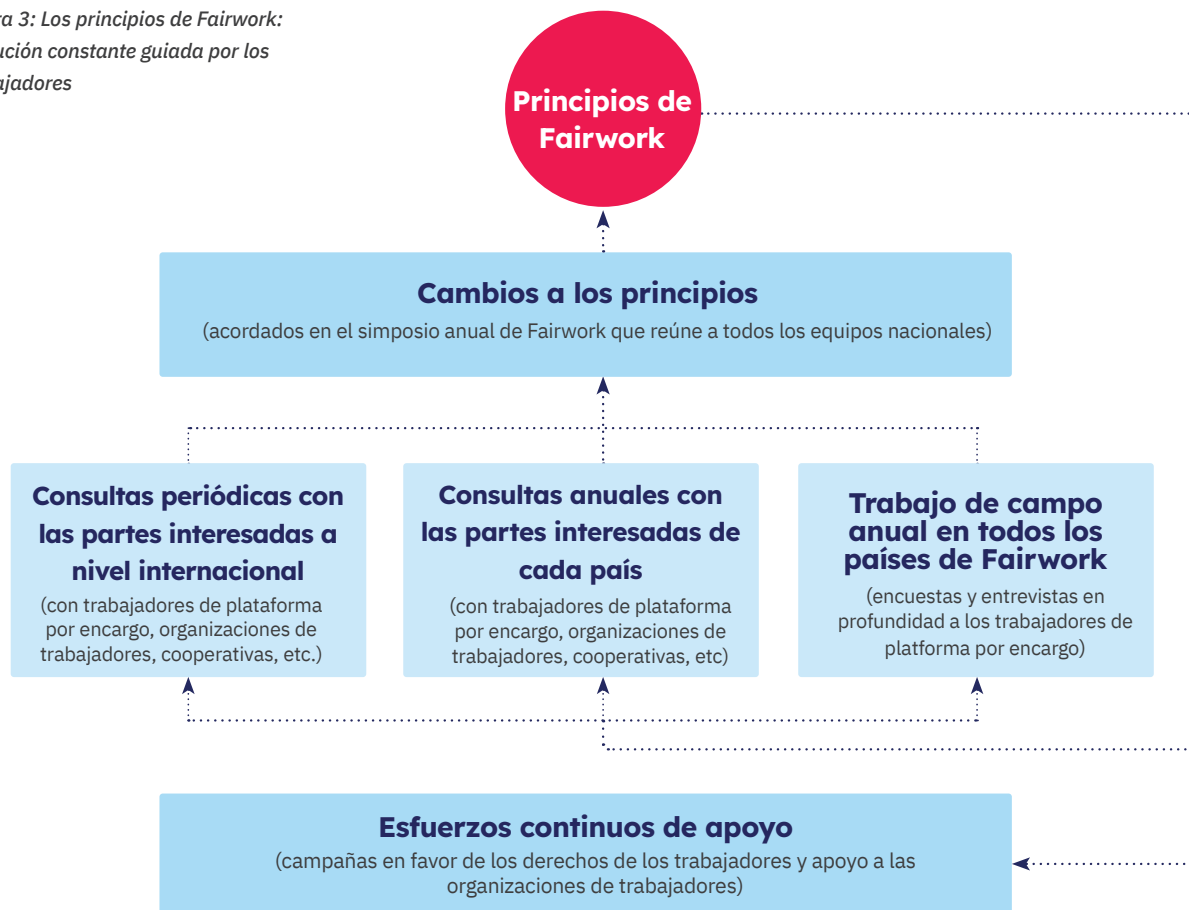 ra 3: Los principios de Fairwork:
ución constante guiada por los
ajadores
Principios de
Fairwork
Cambios a los principios
(acordados en el simposio anual de Fairwork que reúne a todos los equipos nacionales)
Consultas periódicas con
las partes interesadas a
nivel internacional
(con trabajadores de plataforma
por encargo, organizaciones de
trabajadores, cooperativas, etc.)
Consultas anuales con
las partes interesadas de
cada país
(con trabajadores de plataforma
por encargo, organizaciones de
trabajadores, cooperativas, etc)
Trabajo de campo
anual en todos los
países de Fairwork
(encuestas y entrevistas en
profundidad a los trabajadores de
platforma por encargo)
Esfuerzos continuos de apoyo
(campañas en favor de los derechos de los trabajadores y apoyo a las
organizaciones de trabajadores)